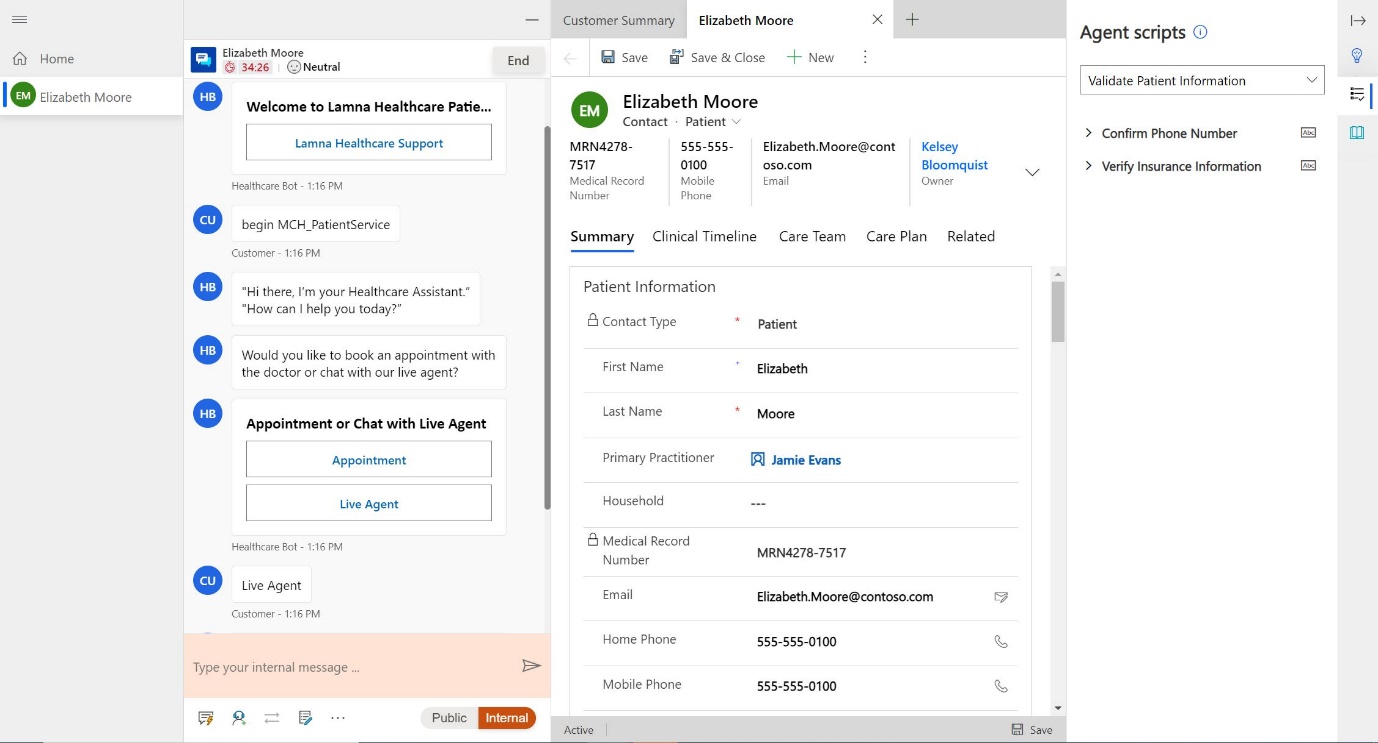 Home
EM
Elizabeth Moore
Elizabeth Moore
34:26
Neutral
End
HB
Welcome to Lamna Healthcare Patie...
Lamna Healthcare Support
Healthcare Bot - 1:16 PM
CU
begin MCH_PatientService
Customer - 1:16 PM
HB
"Hi there, I'm your Healthcare Assistant."
"How can I help you today?"
HB
Would you like to book an appointment with
the doctor or chat with our live agent?
HB
Appointment or Chat with Live Agent
Appointment
Live Agent
Healthcare Bot - 1:16 PM
CU
Live Agent
Customer - 1:16 PM
Type your internal message ...
Public
Internal
Customer Summary
Elizabeth Moore
Save
Save & Close
New
EM
Elizabeth Moore
Contact · Patient
MRN4278-
7517
Medical Record
Number
555-555-
0100
Mobile
Phone
Elizabeth.Moore@cont
oso.com
Email
Kelsey
Bloomquist
Owner
Summary
Clinical Timeline
Care Team
Care Plan
Related
Patient Information
Contact Type * Patient
First Name * Elizabeth
Last Name * Moore
Primary Practitioner Jamie Evans
Household ---
Medical Record
Number
MRN4278-7517
Email Elizabeth.Moore@contoso.com
Home Phone 555-555-0100
Mobile Phone 555-555-0100
Active
Save
Agent scripts
Validate Patient Information
Confirm Phone Number
Abc
Verify Insurance Information
Abc